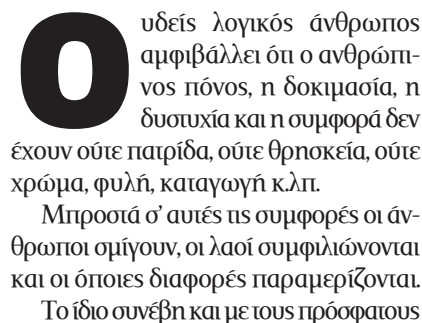 Ουδείς λογικός άνθρωπος
αμφιβάλλει ότι ο ανθρώπι-
νος πόνος, η δοκιμασία, η
δυστυχία και η συμφορά δεν
έχουν ούτε πατρίδα, ούτε θρησκεία, ούτε
χρώμα, φυλή, καταγωγή κ.λπ.
Μπροστά σ’ αυτές τις συμφορές οι άν-
θρωποι σμίγουν, οι λαοί συμφιλιώνονται
και οι όποιες διαφορές παραμερίζονται.
Το ίδιο συνέβη και με τους πρόσφατους